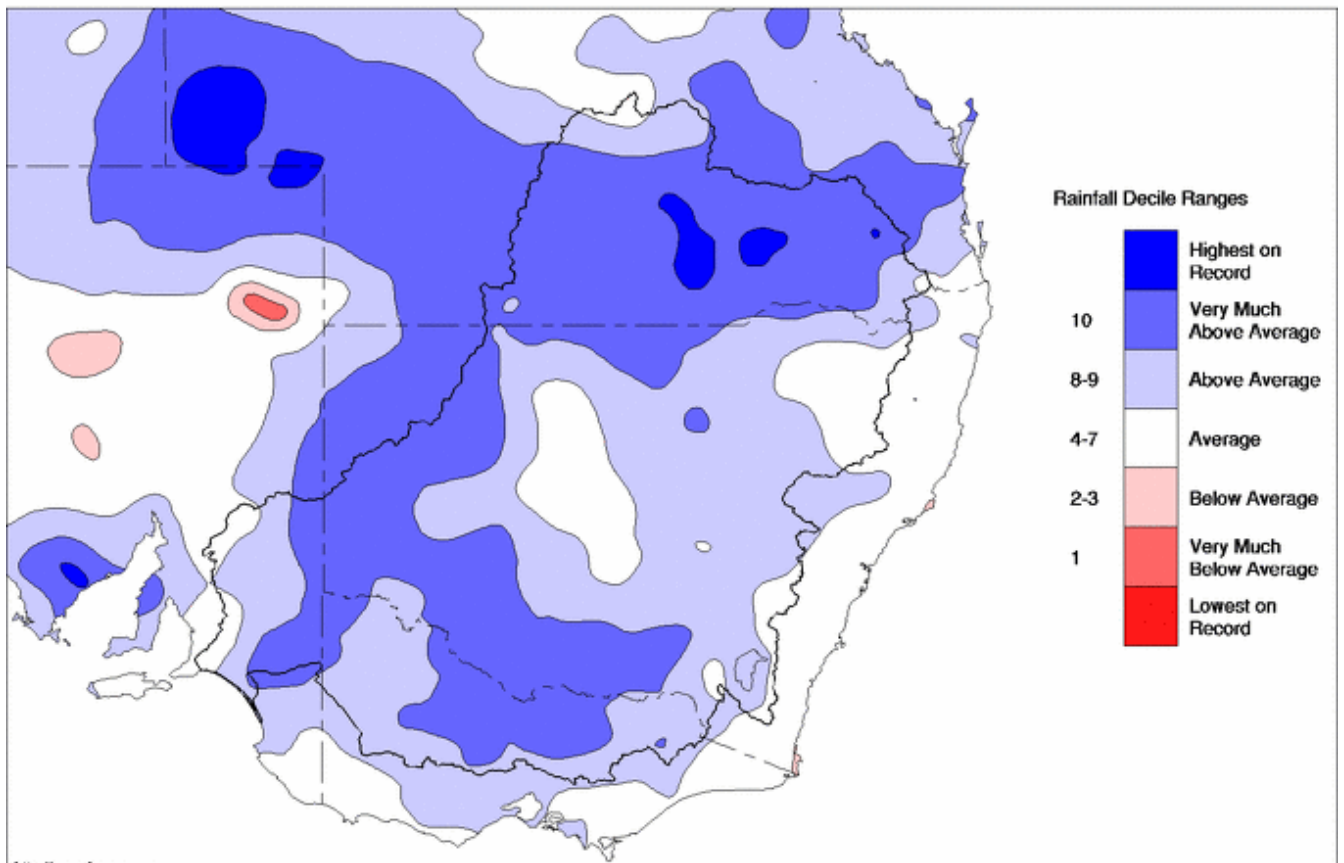 Rainfall Decile Ranges
Highest on
Record
10
Very Much
Above Average
8-9
Above Average
4-7
Average
2-3
Below Average
1
Very Much
Below Average
Lowest on
Record